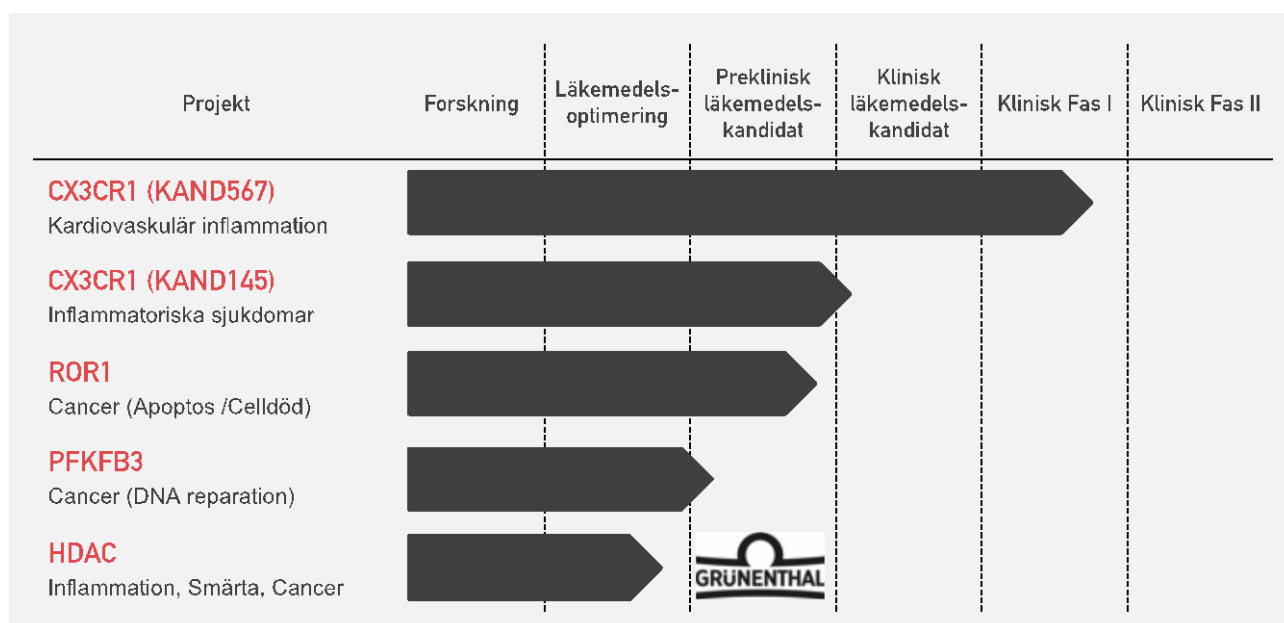 Projekt
Forskning
Läkemedels-
optimering
Preklinisk
läkemedels-
kandidat
Klinisk
läkemedels-
kandidat
Klinisk Fas I
Klinisk Fas II
CX3CR1 (KAND567)
Kardiovaskulär inflammation
CX3CR1 (KAND145)
Inflammatoriska sjukdomar
ROR1
Cancer (Apoptos /Celldöd)
PFKFB3
Cancer (DNA reparation)
HDAC
Inflammation, Smärta, Cancer
GRÜNENTHAL